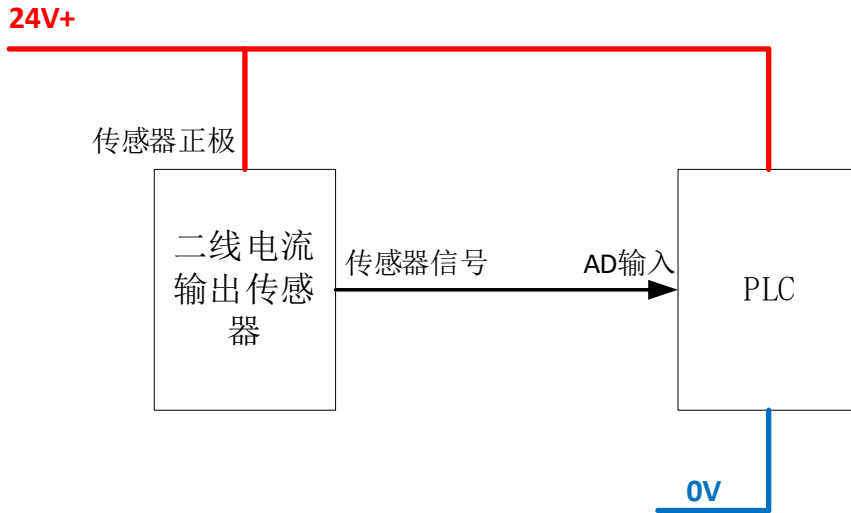 24V+
传感器正极
二线电流
输出传感
器
传感器信号
AD输入
PLC
0V